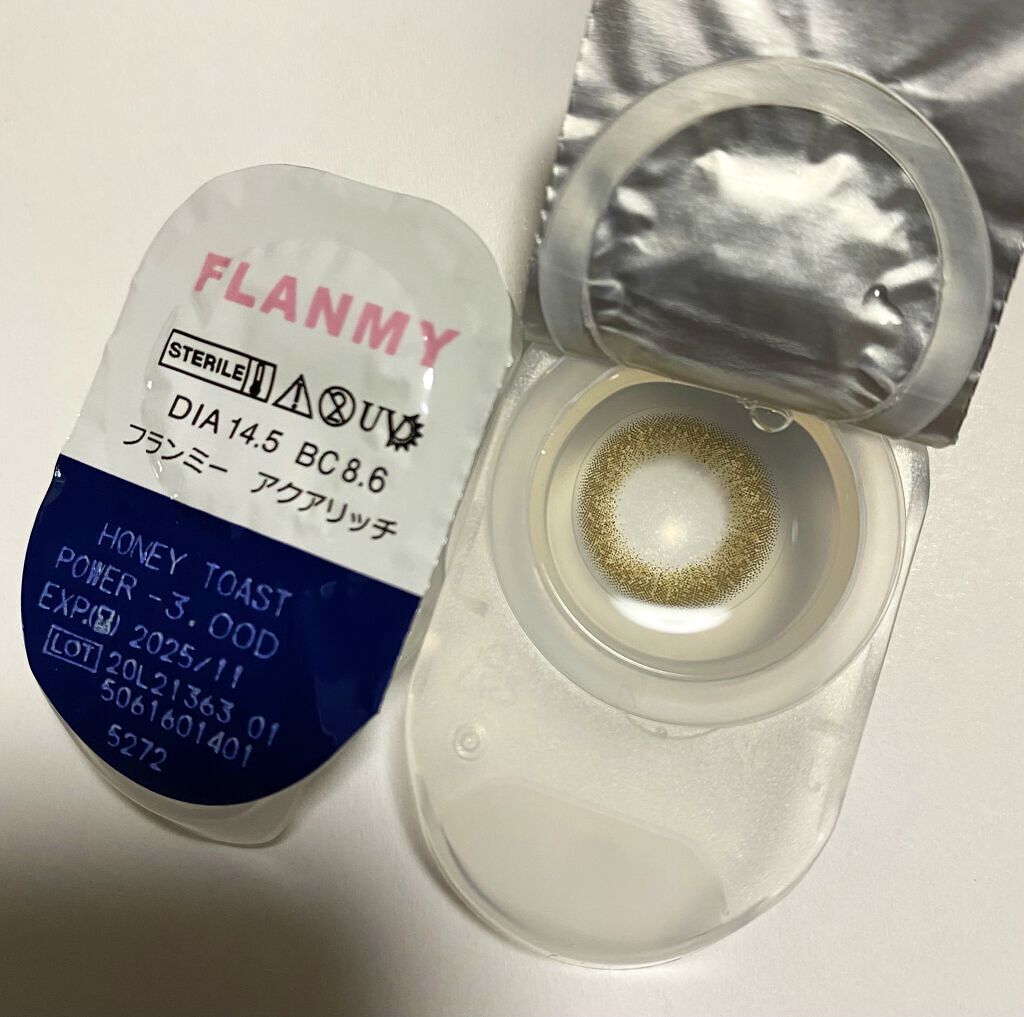 FLANMY
STERILE UV
DIA 14.5 BC 8.6
フランミー アクアリッチ
HONEY TOAST
POWER -3.00D
EXP. 2025/11
LOT 20L21363 01
5061601401
5272